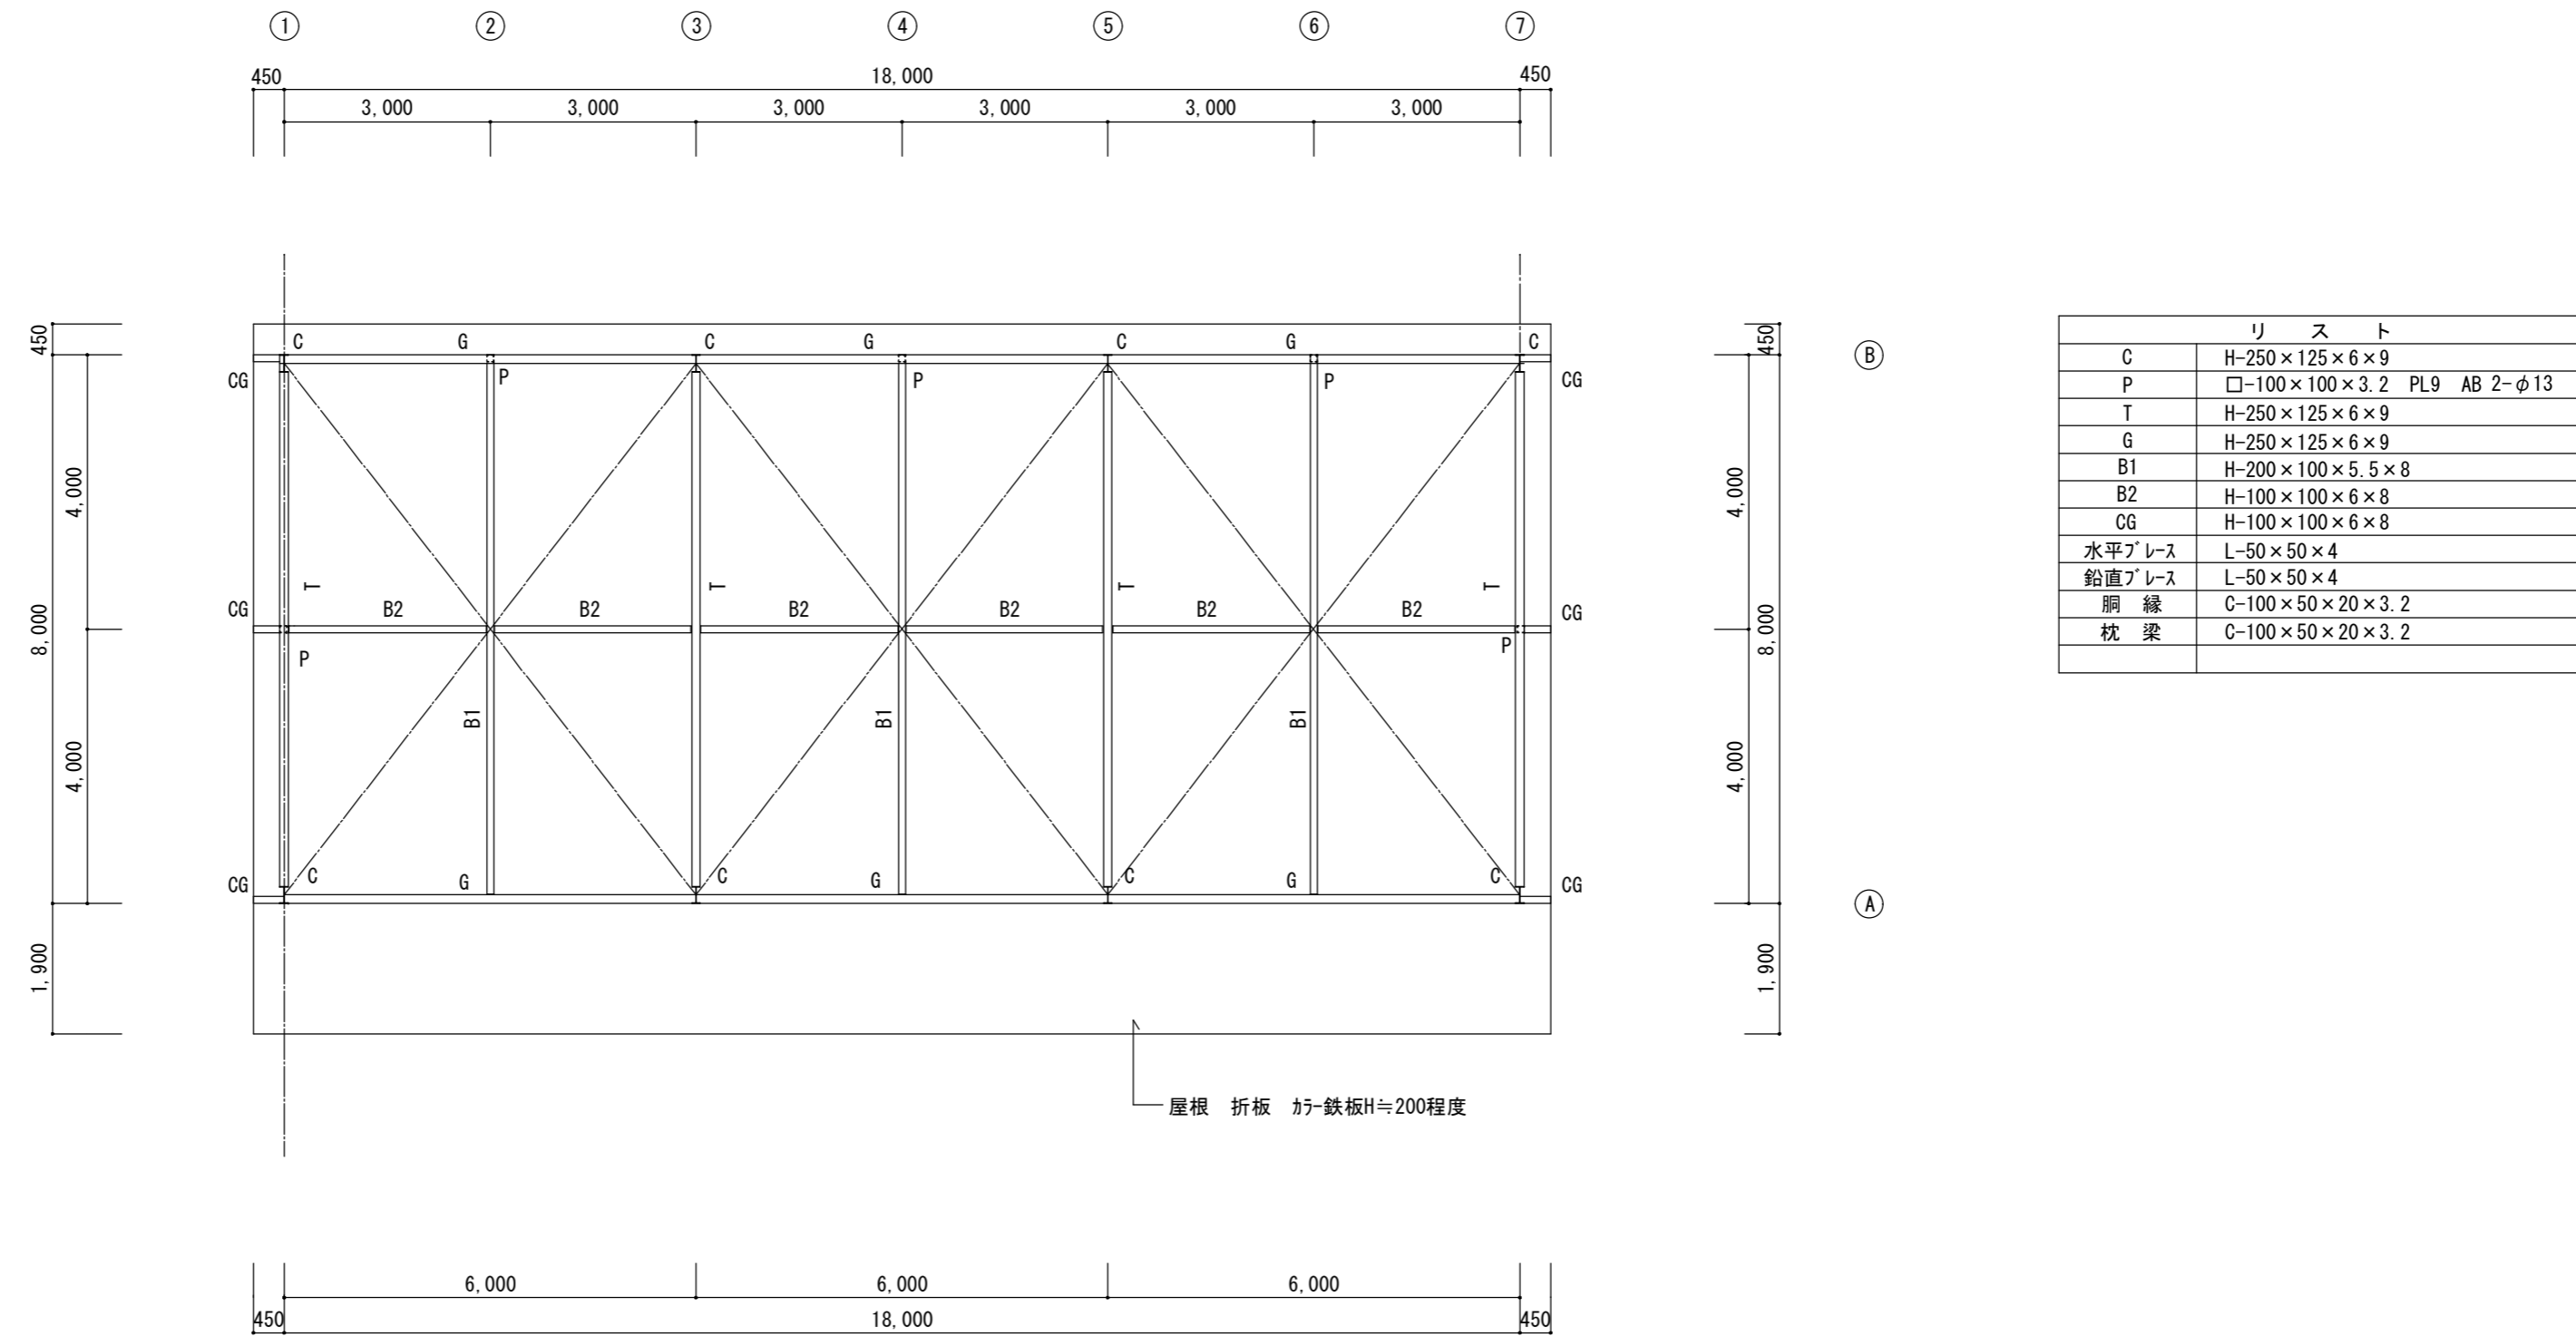 ① ② ③ ④ ⑤ ⑥ ⑦
450 18,000 450
3,000 3,000 3,000 3,000 3,000 3,000
450 450
C G C G C G C
Ⓑ
CG P P P CG
4,000 4,000
T T T T
CG B2 B2 B2 B2 B2 B2 CG
8,000 8,000
P P
B1 B1 B1
4,000 4,000
CG C G C G C G C CG
Ⓐ
1,900 1,900
屋根 折板 カラー鉄板H≒200程度
6,000 6,000 6,000
450 18,000 450
リスト
C H-250×125×6×9
P □-100×100×3.2 PL9 AB 2-φ13
T H-250×125×6×9
G H-250×125×6×9
B1 H-200×100×5.5×8
B2 H-100×100×6×8
CG H-100×100×6×8
水平ブレース L-50×50×4
鉛直ブレース L-50×50×4
胴縁 C-100×50×20×3.2
枕梁 C-100×50×20×3.2